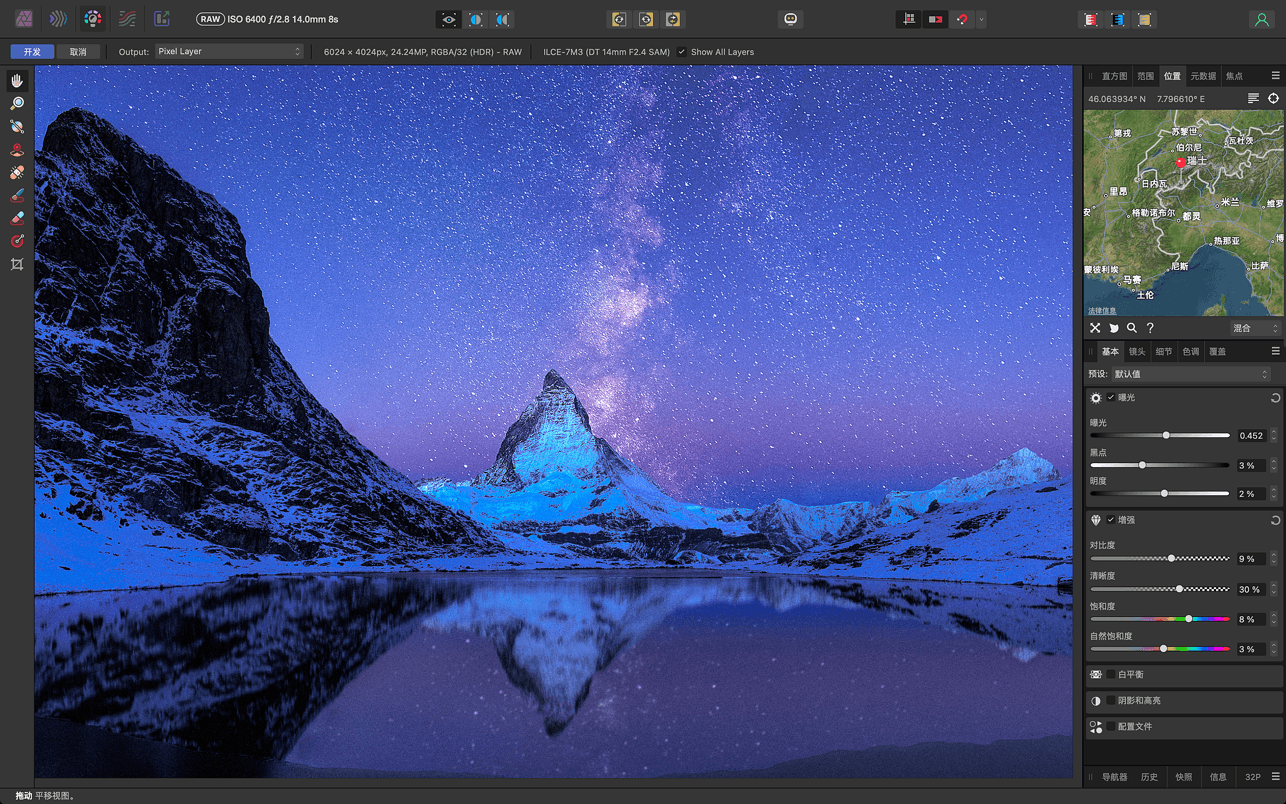 RAW ISO 6400 ƒ/2.8 14.0mm 8s
开发 取消 Output: Pixel Layer 6024 × 4024px, 24.24MP, RGBA/32 (HDR) - RAW ILCE-7M3 (DT 14mm F2.4 SAM) Show All Layers
直方图 范围 位置 元数据 焦点
46.063934° N 7.796610° E
第戎
苏黎世
瓦杜茨
伯尔尼
瑞士
日内瓦
里昂
米兰
维罗
安
格勒诺布尔
都灵
热那亚
博
蒙彼利埃
尼斯
比萨
马赛
土伦
法律信息
混合
基本 镜头 细节 色调 覆盖
预设: 默认值
曝光
曝光
0.452
黑点
3 %
明度
2 %
增强
对比度
9 %
清晰度
30 %
饱和度
8 %
自然饱和度
3 %
白平衡
阴影和高亮
配置文件
导航器 历史 快照 信息 32P
拖动 平移视图。